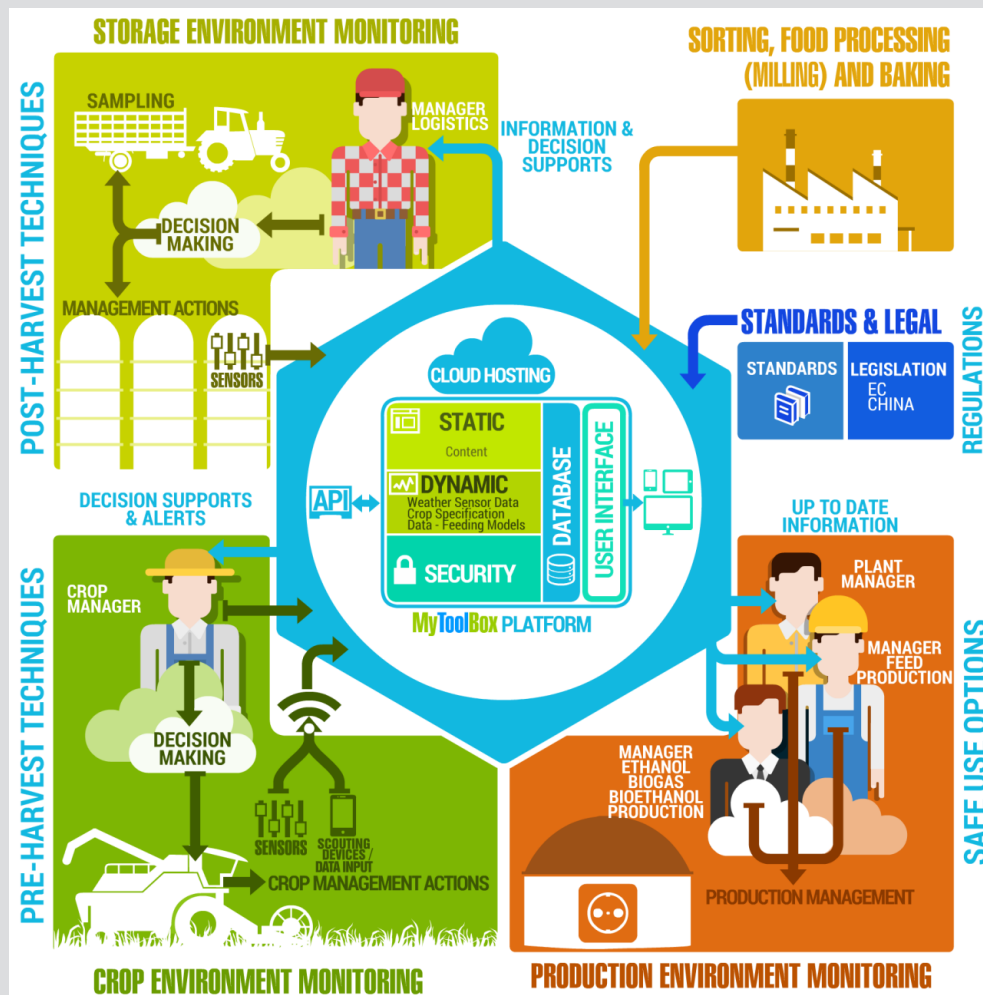 STORAGE ENVIRONMENT MONITORING
POST-HARVEST TECHNIQUES
SAMPLING
MANAGER
LOGISTICS
DECISION
MAKING
MANAGEMENT ACTIONS
SENSORS
INFORMATION &
DECISION
SUPPORTS
SORTING, FOOD PROCESSING
(MILLING) AND BAKING
STANDARDS & LEGAL
STANDARDS
LEGISLATION
EC
CHINA
REGULATIONS
CLOUD HOSTING
STATIC
Content
DYNAMIC
Weather Sensor Data
Crop Specification
Data - Feeding Models
SECURITY
DATABASE
USER INTERFACE
API
MyToolBox PLATFORM
DECISION SUPPORTS
& ALERTS
PRE-HARVEST TECHNIQUES
CROP
MANAGER
DECISION
MAKING
SENSORS
SCOUTING
DEVICES /
DATA INPUT
CROP MANAGEMENT ACTIONS
CROP ENVIRONMENT MONITORING
UP TO DATE
INFORMATION
PLANT
MANAGER
MANAGER
FEED
PRODUCTION
MANAGER
ETHANOL
BIOGAS
BIOETHANOL
PRODUCTION
PRODUCTION MANAGEMENT
SAFE USE OPTIONS
PRODUCTION ENVIRONMENT MONITORING